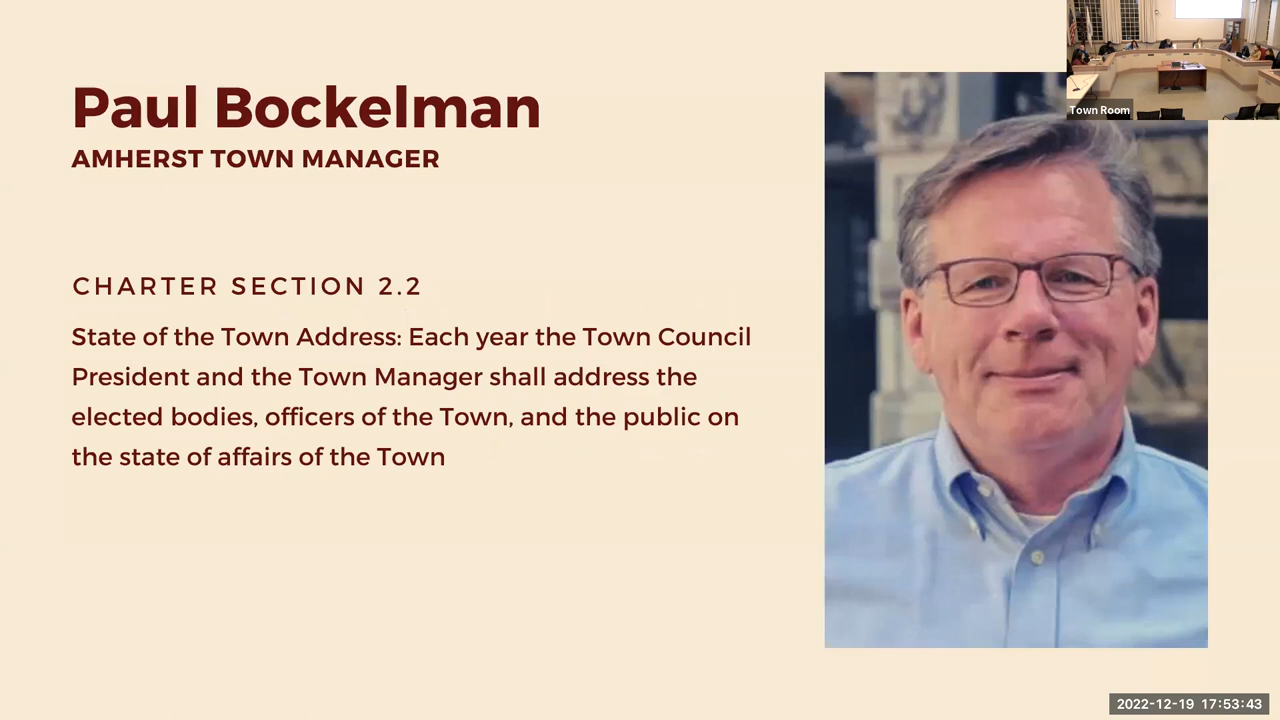 Paul Bockelman
AMHERST TOWN MANAGER
CHARTER SECTION 2.2
State of the Town Address: Each year the Town Council
President and the Town Manager shall address the
elected bodies, officers of the Town, and the public on
the state of affairs of the Town
Town Room
2022-12-19 17:53:43